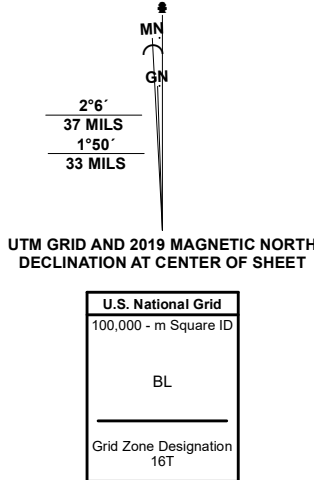 MN
GN
2°6´
37 MILS
1°50´
33 MILS
UTM GRID AND 2019 MAGNETIC NORTH
DECLINATION AT CENTER OF SHEET
U.S. National Grid
100,000 - m Square ID
BL
Grid Zone Designation
16T